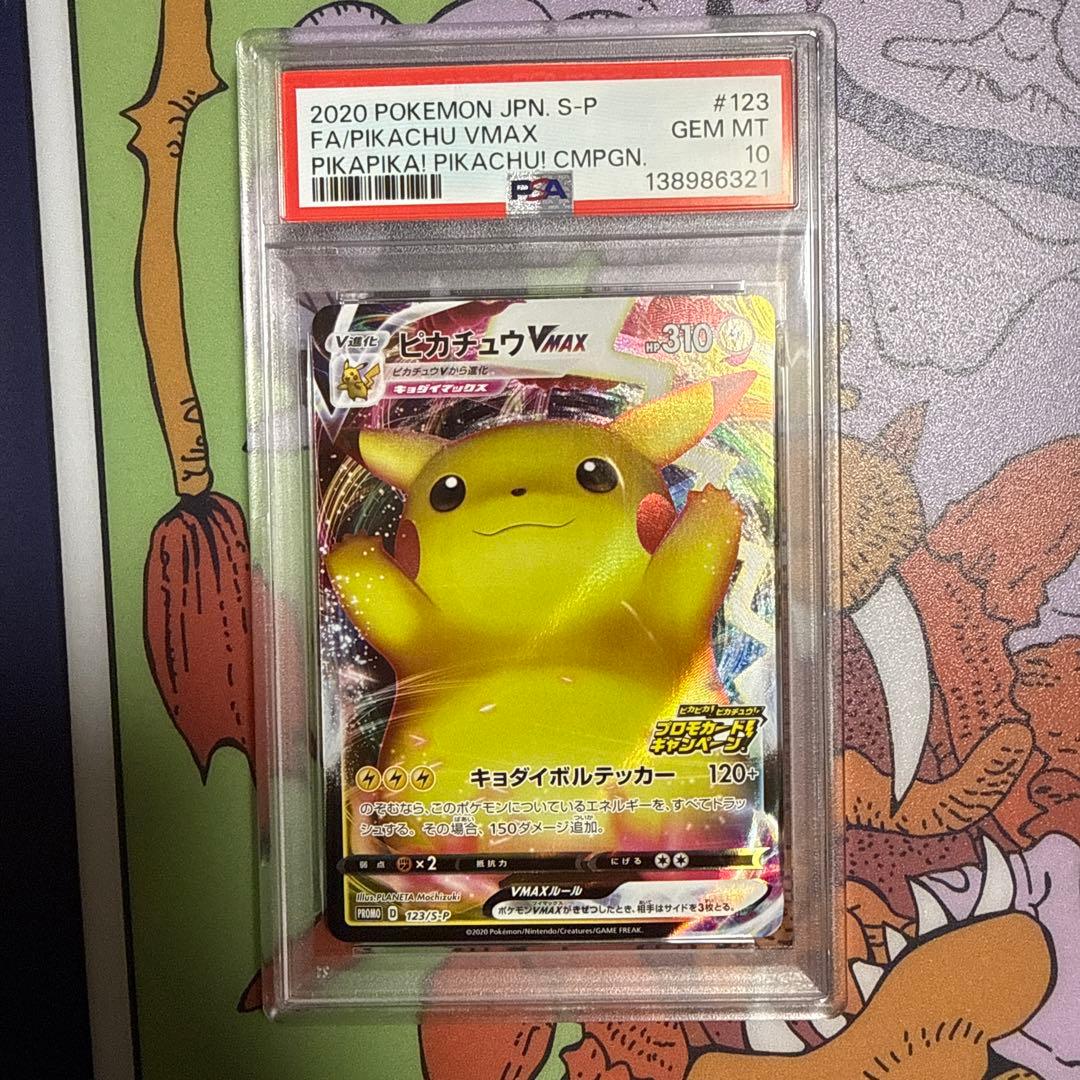 2020 POKEMON JPN. S-P #123
FA/PIKACHU VMAX GEM MT
PIKAPIKA! PIKACHU! CMPGN. 10
PSA 138986321
V進化 ピカチュウVMAX HP310
ピカチュウVから進化
キョダイマックス
ピカピカ! ピカチュウ!
プロモカード
キャンペーン!
キョダイボルテッカー 120+
のぞむなら、このポケモンについているエネルギーを、すべてトラッ
シュする。その場合、150ダメージ追加。
弱点 ×2 抵抗力 にげる
Illus.PLANETA Mochizuki VMAXルール
PROMO D 123/S-P ポケモンVMAXがきぜつしたとき、相手はサイドを3枚とる。
©2020 Pokémon/Nintendo/Creatures/GAME FREAK.